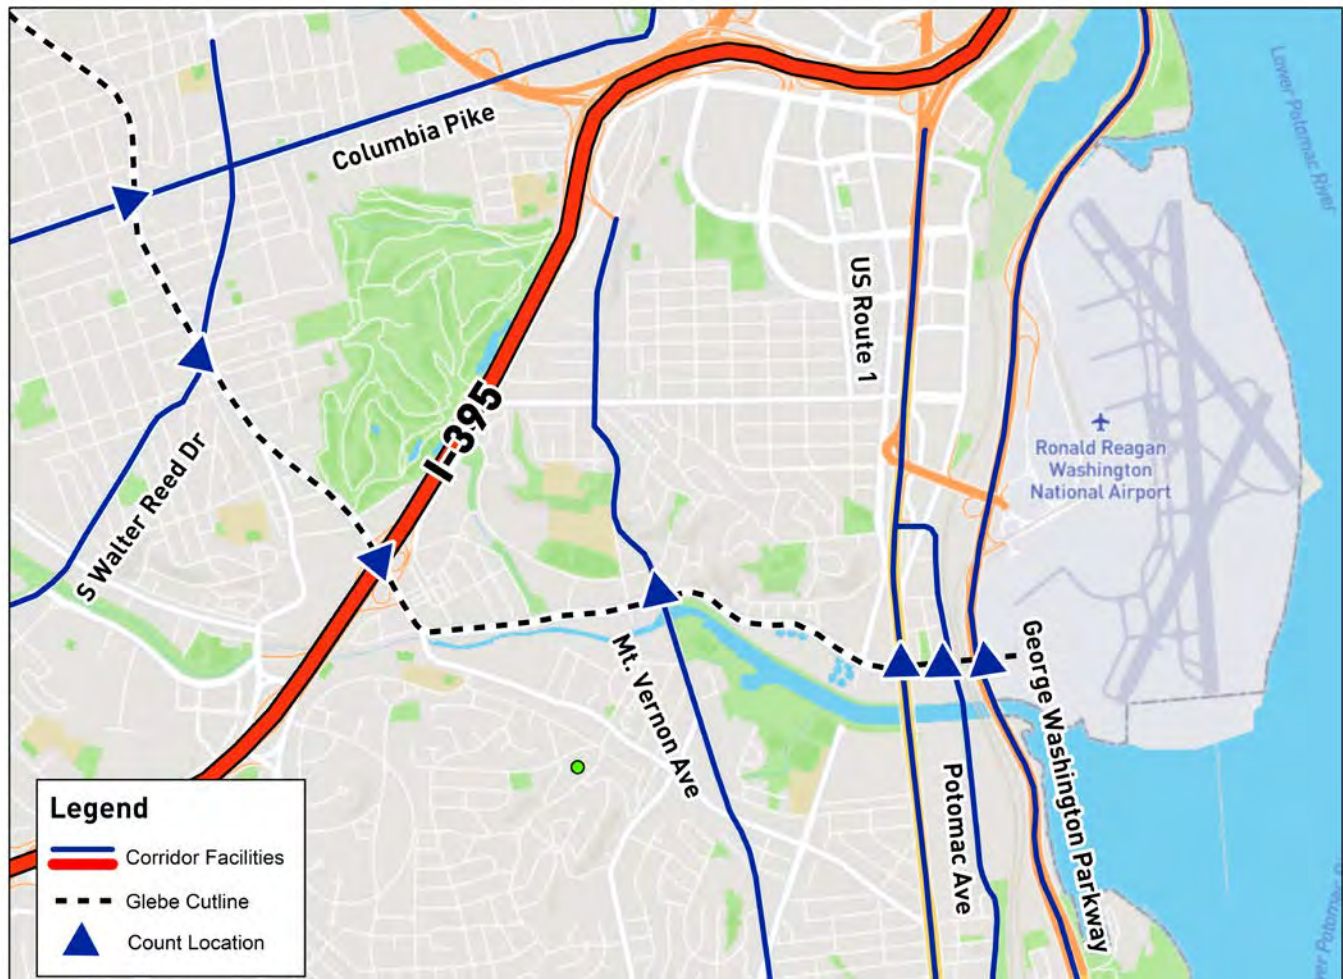 Lower Potomac River
Columbia Pike
US Route 1
I-395
Ronald Reagan
Washington
National Airport
S Walter Reed Dr
Mt. Vernon Ave
George Washington Parkway
Potomac Ave
Legend
Corridor Facilities
Glebe Cutline
Count Location